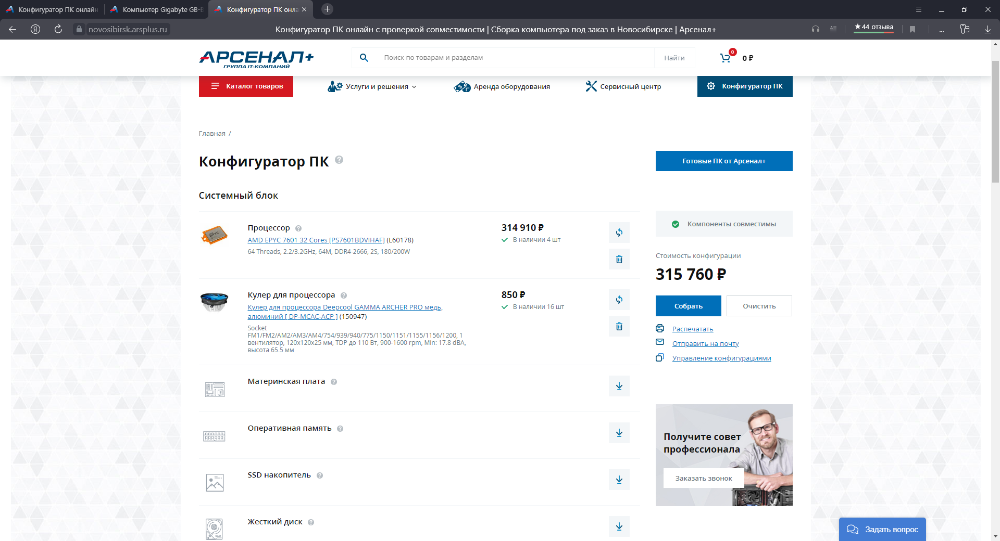 Конфигуратор ПК онлайн
Компьютер Gigabyte GB-B
Конфигуратор ПК онла
novosibirsk.arsplus.ru
Конфигуратор ПК онлайн с проверкой совместимости | Сборка компьютера под заказ в Новосибирске | Арсенал+
★ 44 отзыва
АРСЕНАЛ+
ГРУППА IT-КОМПАНИЙ
Поиск по товарам и разделам
Найти
0
0 ₽
Каталог товаров
Услуги и решения
Аренда оборудования
Сервисный центр
Конфигуратор ПК
Главная /
Конфигуратор ПК
Готовые ПК от Арсенал+
Системный блок
Процессор
AMD EPYC 7601 32 Cores [PS7601BDVIHAF] (L60178)
64 Threads, 2.2/3.2GHz, 64M, DDR4-2666, 2S, 180/200W
314 910 ₽
В наличии 4 шт
Компоненты совместимы
Стоимость конфигурации
315 760 ₽
Собрать
Очистить
Распечатать
Отправить на почту
Управление конфигурациями
Кулер для процессора
Кулер для процессора Deepcool GAMMA ARCHER PRO медь,
алюминий [ DP-MCAC-ACP ] (150947)
Socket
FM1/FM2/AM2/AM3/AM4/754/939/940/775/1150/1151/1155/1156/1200, 1
вентилятор, 120x120x25 мм, TDP до 110 Вт, 900-1600 rpm, Min: 17.8 dBA,
высота 65.5 мм
850 ₽
В наличии 16 шт
Материнская плата
Оперативная память
SSD накопитель
Жесткий диск
Получите совет
профессионала
Заказать звонок
Задать вопрос